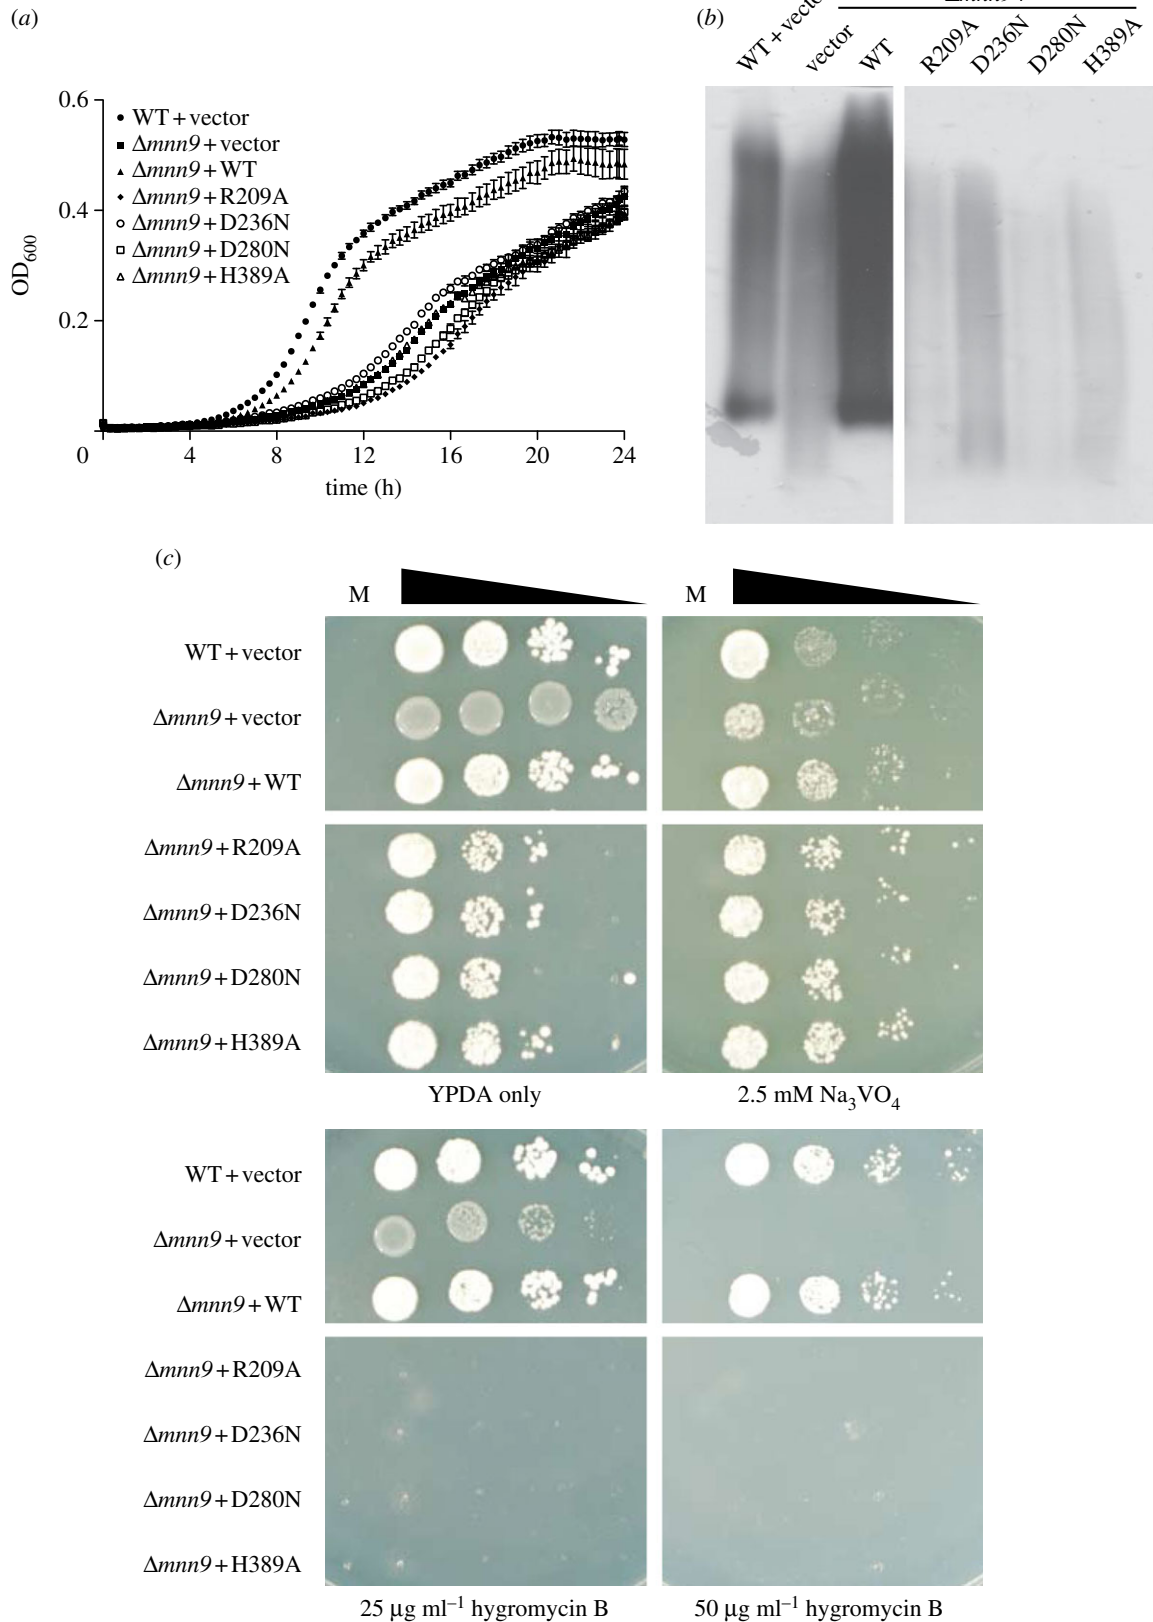 (a)
0.6
0.4
0.2
0
4
8
12
16
20
24
OD600
time (h)
WT + vector
Δmnn9 + vector
Δmnn9 + WT
Δmnn9 + R209A
Δmnn9 + D236N
Δmnn9 + D280N
Δmnn9 + H389A
(b)
vector
WT
R209A
D236N
D280N
H389A
(c)
M
M
WT + vector
Δmnn9 + vector
Δmnn9 + WT
Δmnn9 + R209A
Δmnn9 + D236N
Δmnn9 + D280N
Δmnn9 + H389A
YPDA only
2.5 mM Na3VO4
WT + vector
Δmnn9 + vector
Δmnn9 + WT
Δmnn9 + R209A
Δmnn9 + D236N
Δmnn9 + D280N
Δmnn9 + H389A
25 µg ml–1 hygromycin B
50 µg ml–1 hygromycin B